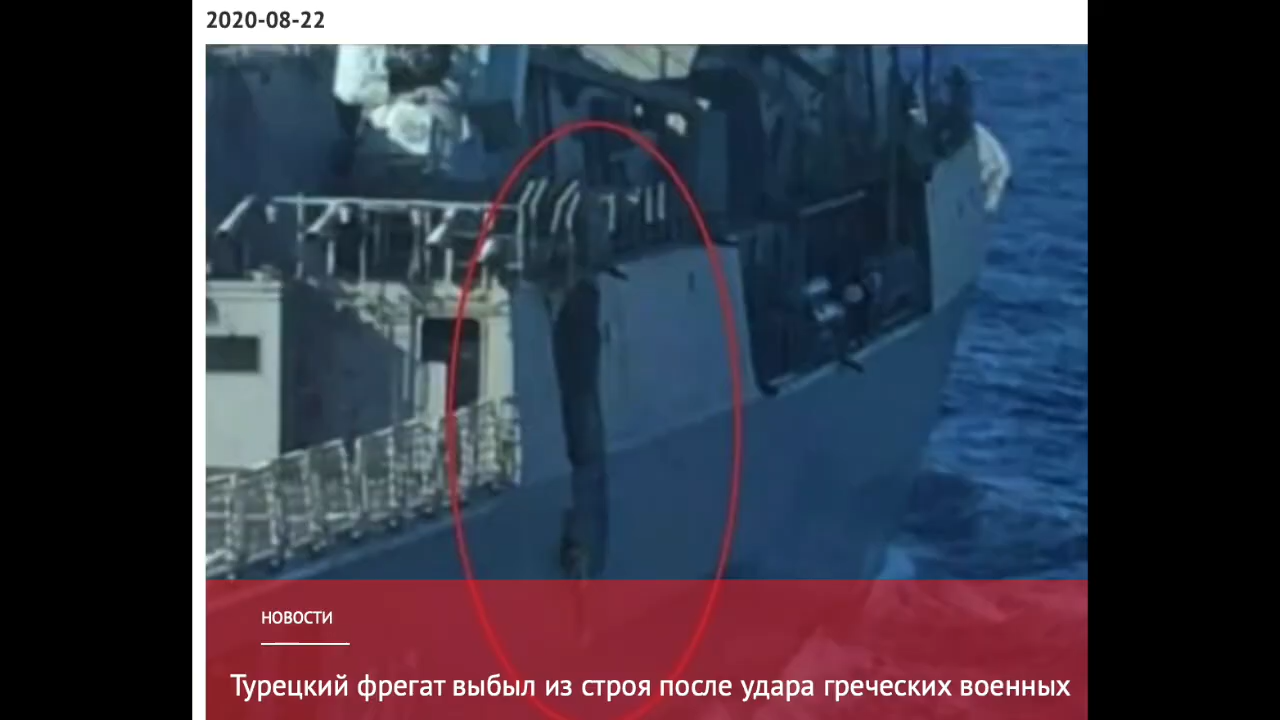 2020-08-22
НОВОСТИ
Турецкий фрегат выбыл из строя после удара греческих военных